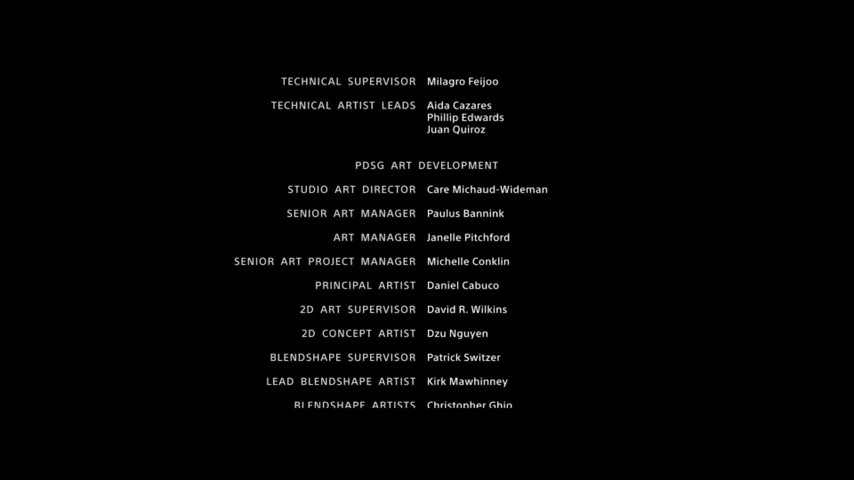 TECHNICAL SUPERVISOR Milagro Feijoo
TECHNICAL ARTIST LEADS Aida Cazares
Phillip Edwards
Juan Quiroz
PDSG ART DEVELOPMENT
STUDIO ART DIRECTOR Care Michaud-Wideman
SENIOR ART MANAGER Paulus Bannink
ART MANAGER Janelle Pitchford
SENIOR ART PROJECT MANAGER Michelle Conklin
PRINCIPAL ARTIST Daniel Cabuco
2D ART SUPERVISOR David R. Wilkins
2D CONCEPT ARTIST Dzu Nguyen
BLENDSHAPE SUPERVISOR Patrick Switzer
LEAD BLENDSHAPE ARTIST Kirk Mawhinney
BLENDSHAPE ARTISTS Christopher Ghio